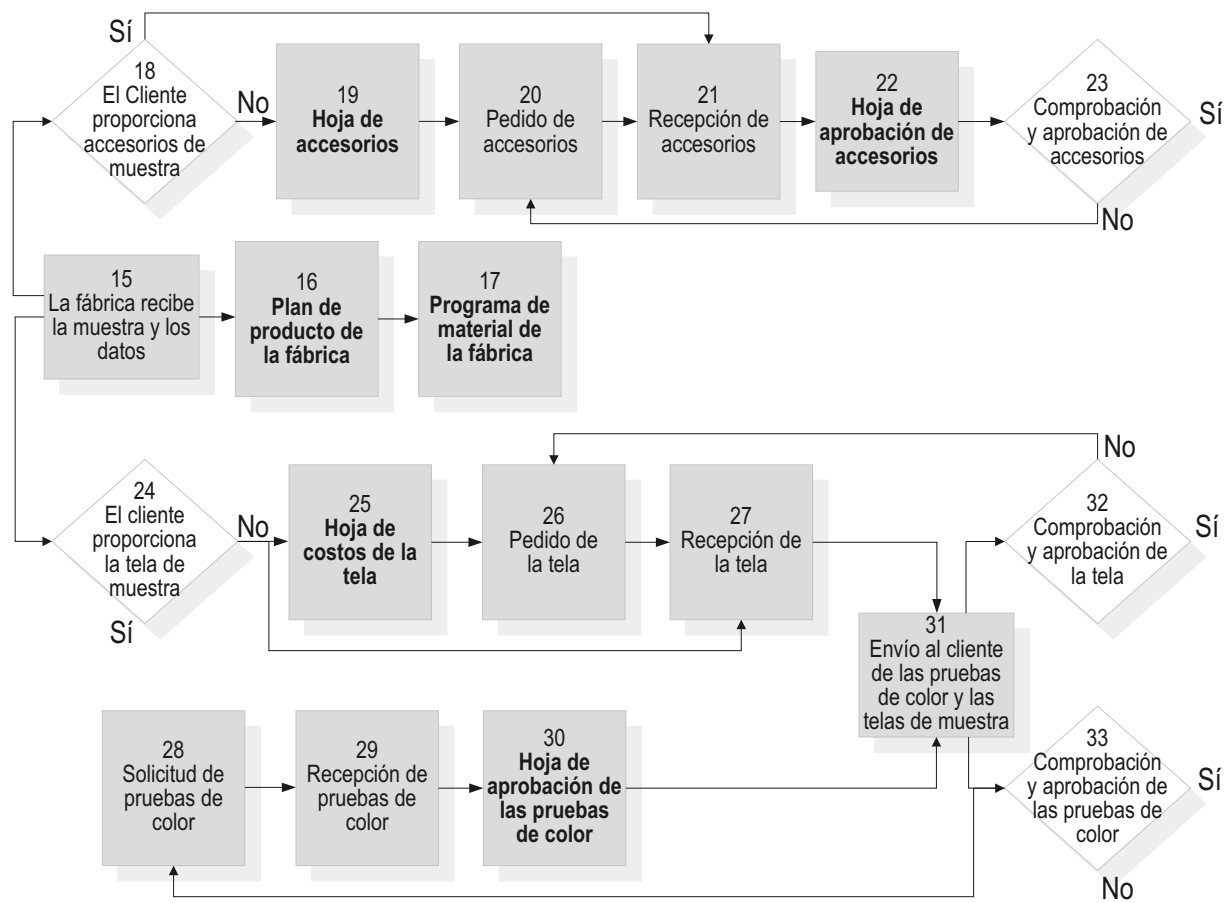 Sí
18
El Cliente
proporciona
accesorios de
muestra
No
19
Hoja de
accesorios
20
Pedido de
accesorios
21
Recepción de
accesorios
22
Hoja de
aprobación de
accesorios
23
Comprobación
y aprobación de
accesorios
Sí
No
15
La fábrica recibe
la muestra y los
datos
16
Plan de
producto de
la fábrica
17
Programa de
material de
la fábrica
24
El cliente
proporciona
la tela de
muestra
No
Sí
25
Hoja de
costos de la
tela
26
Pedido de
la tela
27
Recepción de
la tela
No
32
Comprobación
y aprobación de
la tela
Sí
31
Envío al cliente
de las pruebas
de color y las
telas de muestra
28
Solicitud de
pruebas de
color
29
Recepción de
pruebas de
color
30
Hoja de
aprobación de
las pruebas
de color
33
Comprobación
y aprobación de
las pruebas de
color
Sí
No